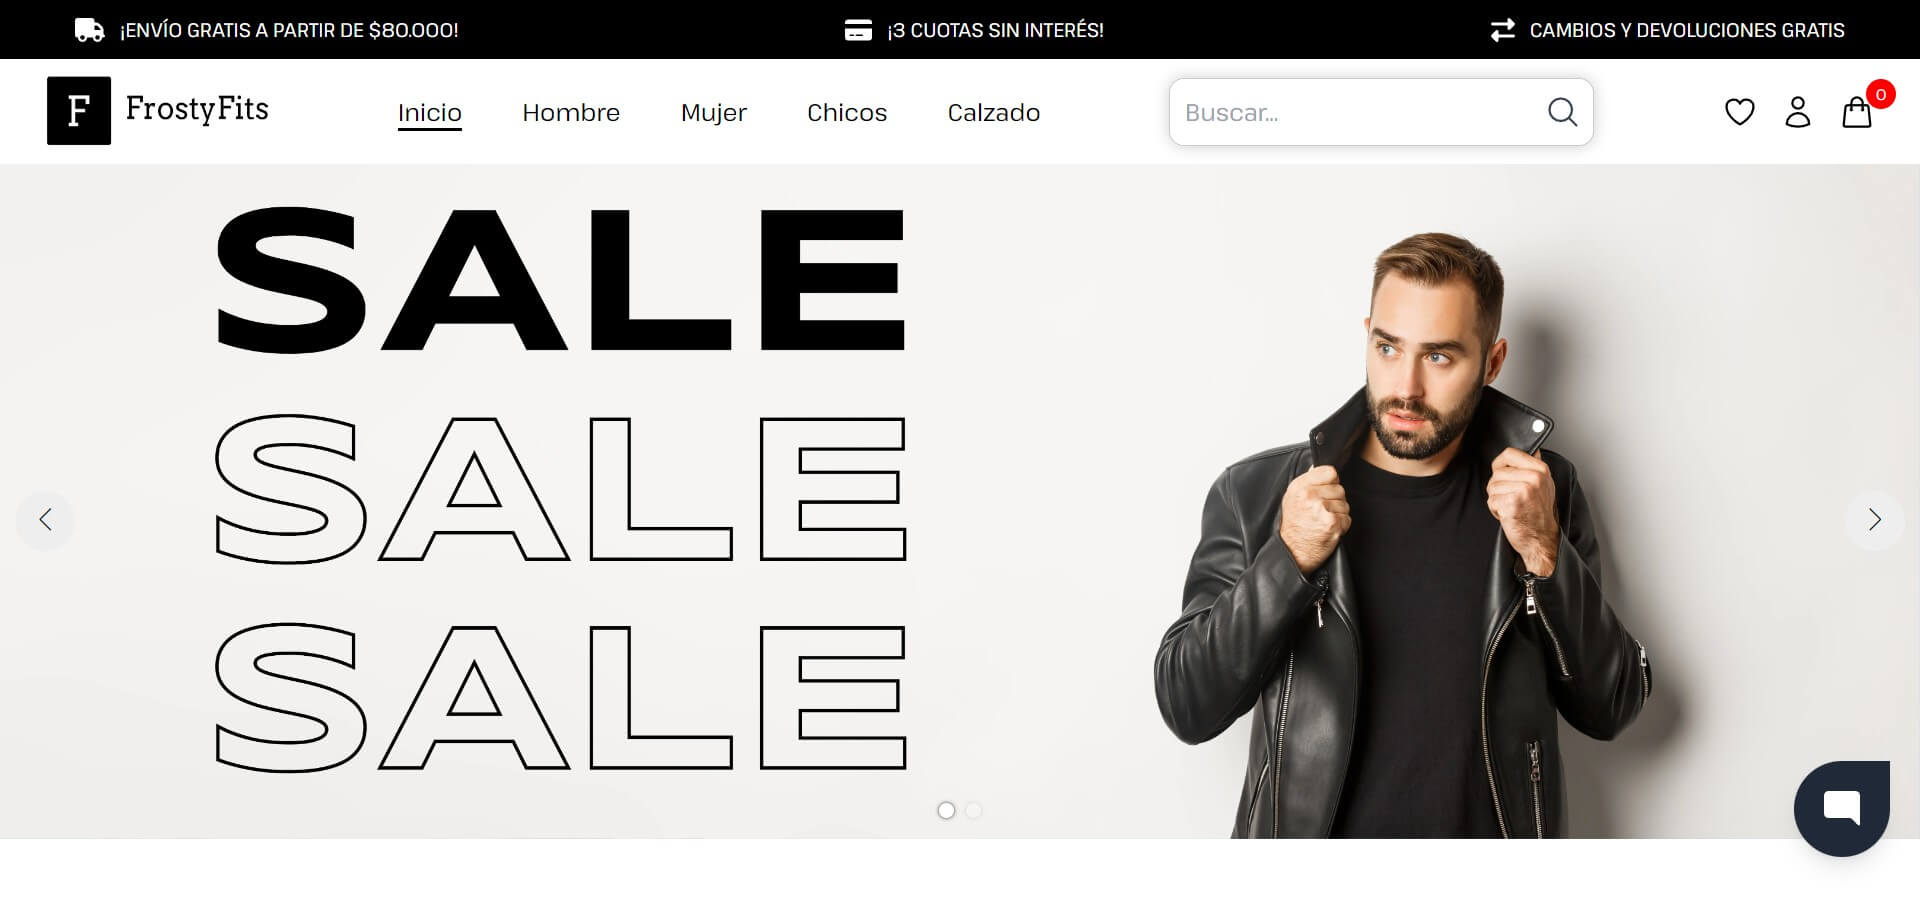 ¡ENVÍO GRATIS A PARTIR DE $80.000!
¡3 CUOTAS SIN INTERÉS!
CAMBIOS Y DEVOLUCIONES GRATIS
F FrostyFits
Inicio
Hombre
Mujer
Chicos
Calzado
Buscar...
0
SALE
SALE
SALE